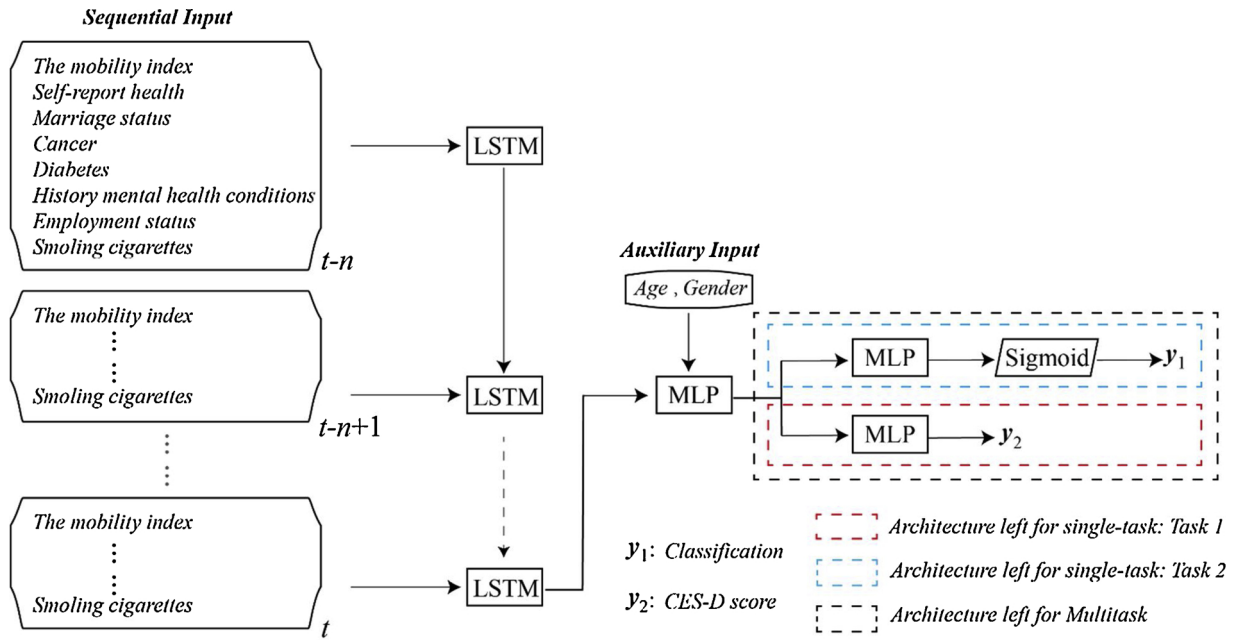 Sequential Input
The mobility index
Self-report health
Marriage status
Cancer
Diabetes
History mental health conditions
Employment status
Smoling cigarettes
t-n
LSTM
The mobility index
Smoling cigarettes
t-n+1
LSTM
The mobility index
Smoling cigarettes
t
LSTM
Auxiliary Input
Age , Gender
MLP
MLP
Sigmoid
y1
MLP
y2
y1: Classification
y2: CES-D score
Architecture left for single-task: Task 1
Architecture left for single-task: Task 2
Architecture left for Multitask